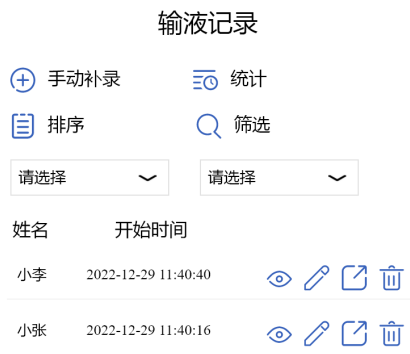 输液记录
手动补录 统计
排序 筛选
请选择 请选择
姓名 开始时间
小李 2022-12-29 11:40:40
小张 2022-12-29 11:40:16